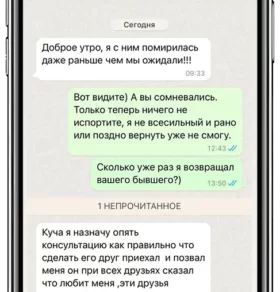 Сегодня
Доброе утро, я с ним помирилась
даже раньше чем мы ожидали!!!
09:33
Вот видите) А вы сомневались.
Только теперь ничего не
испортите, я не всесильный и рано
или поздно вернуть уже не смогу.
12:43
Сколько уже раз я возвращал
вашего бывшего?)
13:50
1 НЕПРОЧИТАННОЕ
Куча я назначу опять
консультацию как правильно что
сделать его друг приехал и позвал
меня он при всех друзьях сказал
что любит меня ,эти друзья